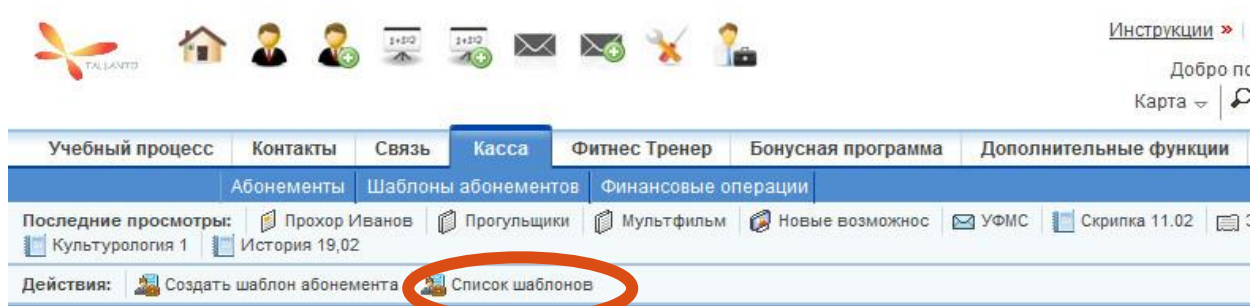 TALLANTO
Инструкции »
Добро по
Карта
Учебный процесс Контакты Связь Касса Фитнес Тренер Бонусная программа Дополнительные функции
Абонементы Шаблоны абонементов Финансовые операции
Последние просмотры: Прохор Иванов Прогульщики Мультфильм Новые возможнос УФМС Скрипка 11.02
Культурология 1 История 19,02
Действия: Создать шаблон абонемента Список шаблонов